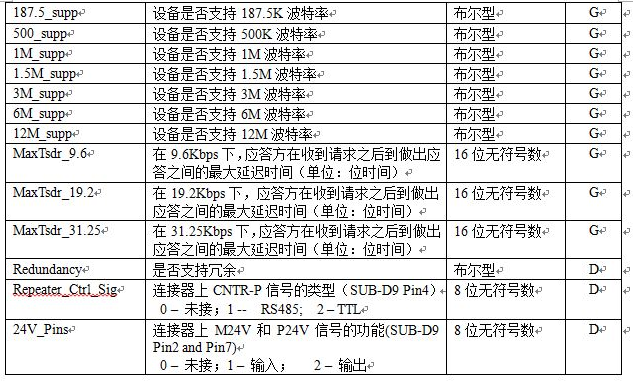 187.5_supp 设备是否支持 187.5K 波特率 布尔型 G
500_supp 设备是否支持 500K 波特率 布尔型 G
1M_supp 设备是否支持 1M 波特率 布尔型 G
1.5M_supp 设备是否支持 1.5M 波特率 布尔型 G
3M_supp 设备是否支持 3M 波特率 布尔型 G
6M_supp 设备是否支持 6M 波特率 布尔型 G
12M_supp 设备是否支持 12M 波特率 布尔型 G
MaxTsdr_9.6 在 9.6Kbps 下，应答方在收到请求之后到做出应 16 位无符号数 G
答之间的最大延迟时间（单位：位时间）
MaxTsdr_19.2 在 19.2Kbps 下，应答方在收到请求之后到做出 16 位无符号数 G
应答之间的最大延迟时间（单位：位时间）
MaxTsdr_31.25 在 31.25Kbps 下，应答方在收到请求之后到做出 16 位无符号数 G
应答之间的最大延迟时间（单位：位时间）
Redundancy 是否支持冗余 布尔型 D
Repeater_Ctrl_Sig 连接器上 CNTR-P 信号的类型（SUB-D9 Pin4） 8 位无符号数 D
0 – 未接；1 -- RS485; 2 – TTL
24V_Pins 连接器上 M24V 和 P24V 信号的功能(SUB-D9 8 位无符号数 D
Pin2 and Pin7)
0 – 未接；1 – 输入； 2 – 输出